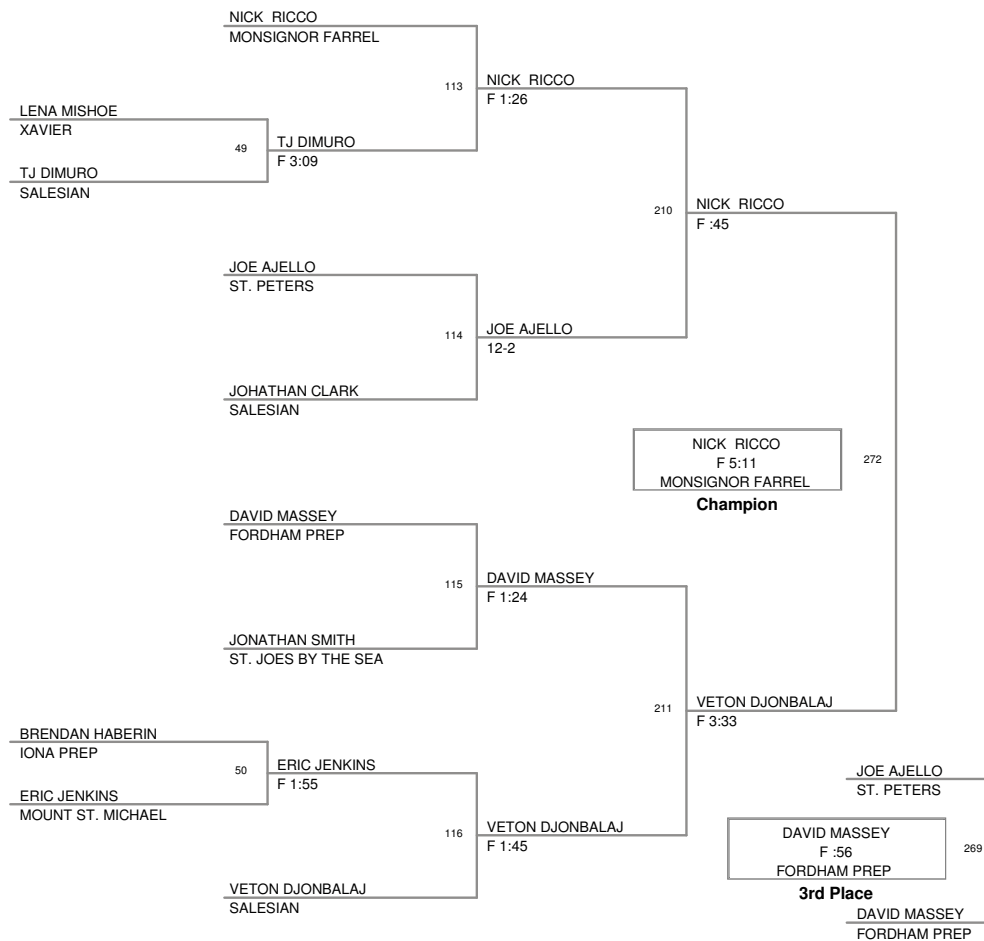 NICK RICCO
MONSIGNOR FARREL
113
NICK RICCO
F 1:26
LENA MISHOE
XAVIER
49
TJ DIMURO
F 3:09
TJ DIMURO
SALESIAN
210
NICK RICCO
F :45
JOE AJELLO
ST. PETERS
114
JOE AJELLO
12-2
JOHATHAN CLARK
SALESIAN
NICK RICCO
F 5:11
MONSIGNOR FARREL
Champion
272
DAVID MASSEY
FORDHAM PREP
115
DAVID MASSEY
F 1:24
JONATHAN SMITH
ST. JOES BY THE SEA
211
VETON DJONBALAJ
F 3:33
BRENDAN HABERIN
IONA PREP
50
ERIC JENKINS
F 1:55
ERIC JENKINS
MOUNT ST. MICHAEL
116
VETON DJONBALAJ
F 1:45
VETON DJONBALAJ
SALESIAN
JOE AJELLO
ST. PETERS
DAVID MASSEY
F :56
FORDHAM PREP
3rd Place
269
DAVID MASSEY
FORDHAM PREP